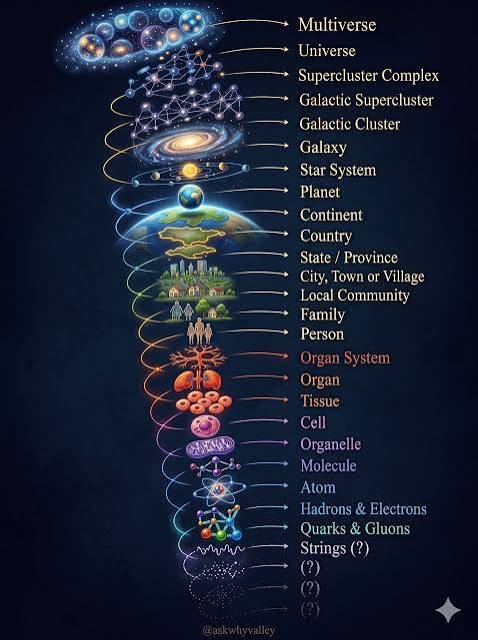 Multiverse
Universe
Supercluster Complex
Galactic Supercluster
Galactic Cluster
Galaxy
Star System
Planet
Continent
Country
State / Province
City, Town or Village
Local Community
Family
Person
Organ System
Organ
Tissue
Cell
Organelle
Molecule
Atom
Hadrons & Electrons
Quarks & Gluons
Strings (?)
(?)
(?)
(?)
@askwhyvalley